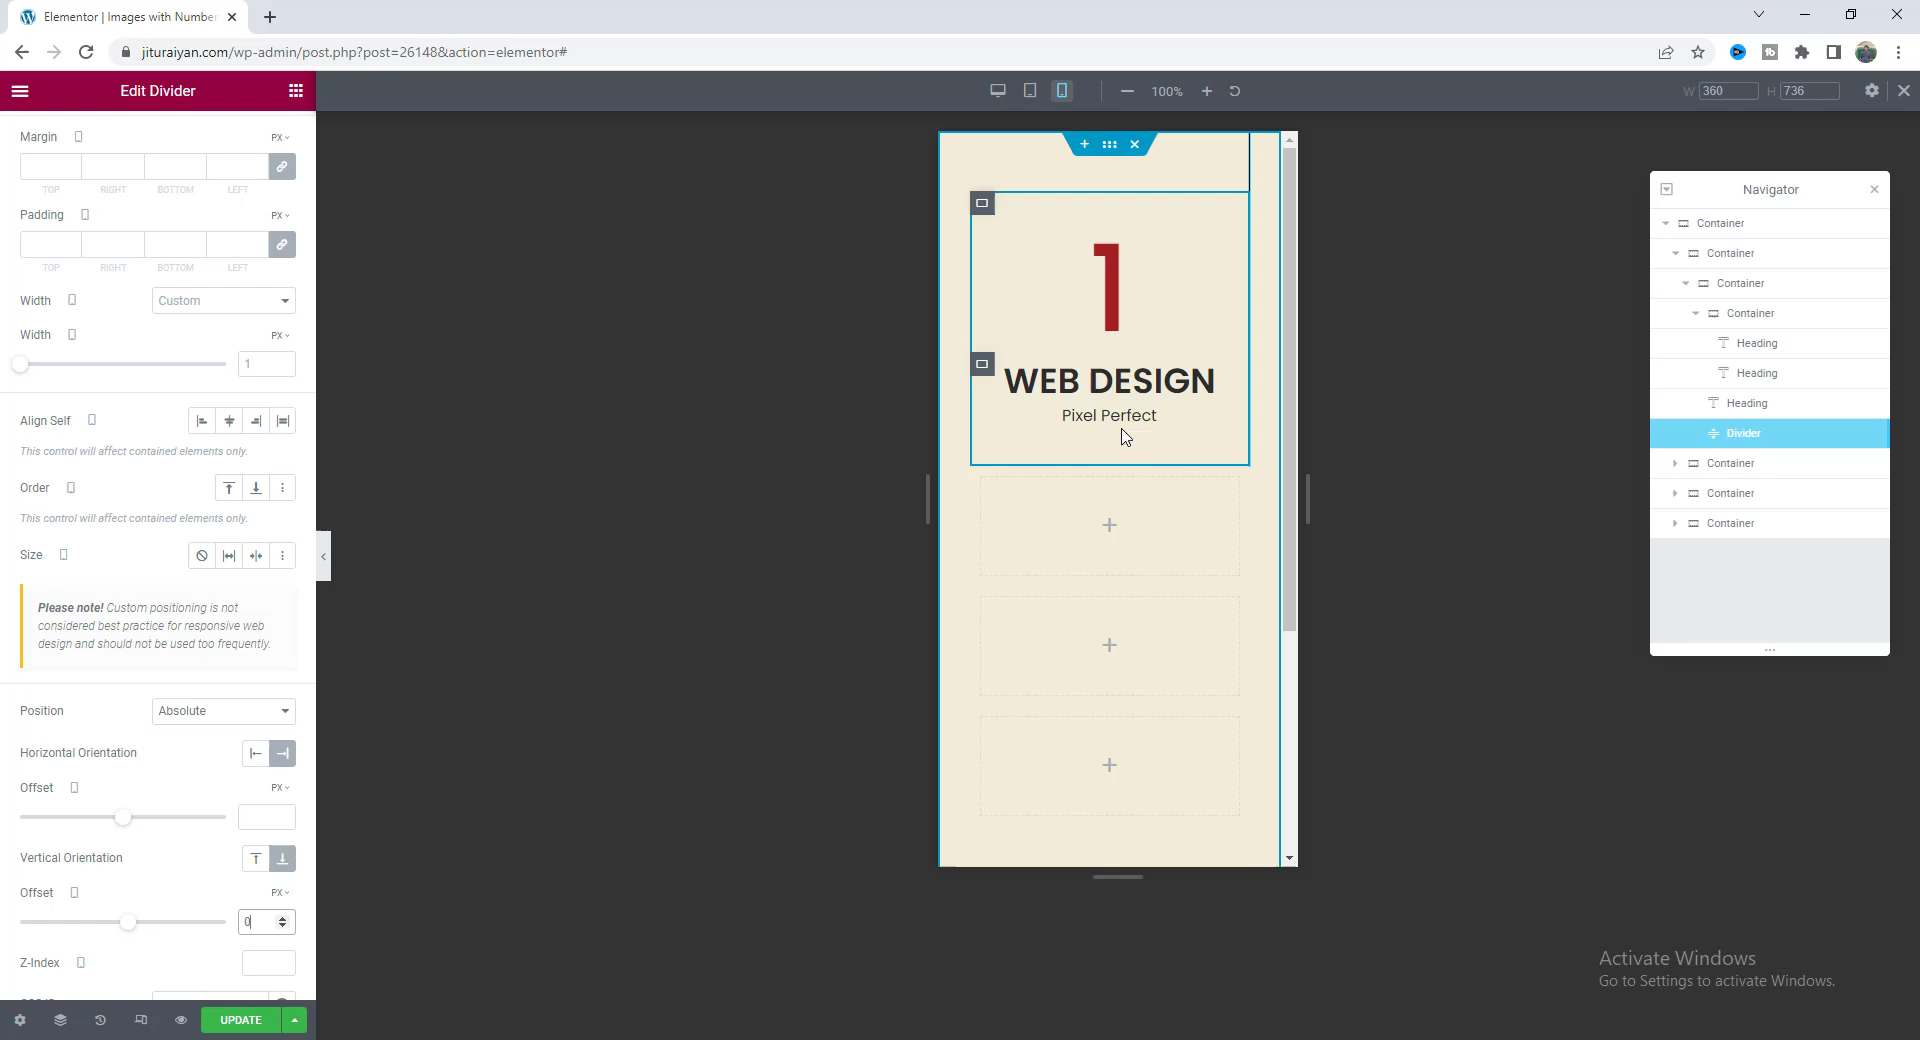 Elementor | Images with Number
jituraiyan.com/wp-admin/post.php?post=26148&action=elementor#
Edit Divider
100%
W 360 H 736
Margin PX
TOP RIGHT BOTTOM LEFT
Padding PX
TOP RIGHT BOTTOM LEFT
Width Custom
Width PX
1
Align Self
This control will affect contained elements only.
Order
This control will affect contained elements only.
Size
Please note! Custom positioning is not
considered best practice for responsive web
design and should not be used too frequently.
Position Absolute
Horizontal Orientation
Offset PX
Vertical Orientation
Offset PX
0
Z-Index
UPDATE
1
WEB DESIGN
Pixel Perfect
Navigator
Container
Container
Container
Container
Heading
Heading
Heading
Divider
Container
Container
Container
Activate Windows
Go to Settings to activate Windows.